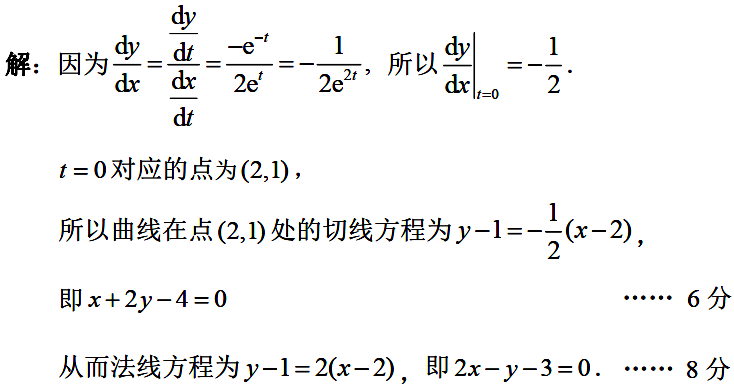 解：因为 $\frac{\mathrm{d}y}{\mathrm{d}x}=\frac{\frac{\mathrm{d}y}{\mathrm{d}t}}{\frac{\mathrm{d}x}{\mathrm{d}t}}=\frac{-\mathrm{e}^{-t}}{2\mathrm{e}^{t}}=-\frac{1}{2\mathrm{e}^{2t}}$，所以 $\left.\frac{\mathrm{d}y}{\mathrm{d}x}\right|_{t=0}=-\frac{1}{2}$.
$t=0$ 对应的点为 $(2,1)$，
所以曲线在点 $(2,1)$ 处的切线方程为 $y-1=-\frac{1}{2}(x-2)$，
即 $x+2y-4=0$ …… 6 分
从而法线方程为 $y-1=2(x-2)$，即 $2x-y-3=0$. …… 8 分